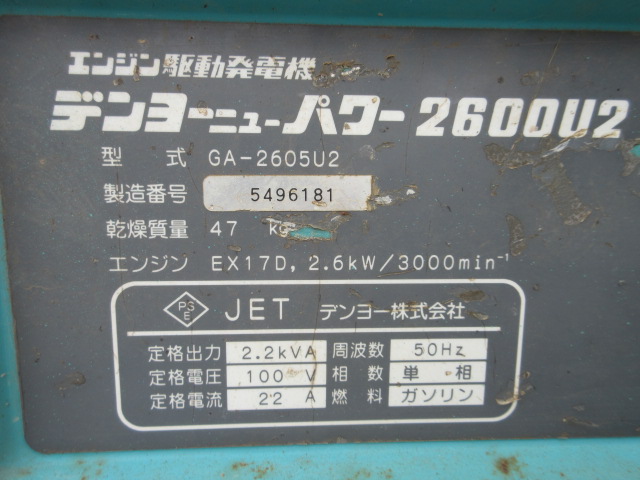 エンジン駆動発電機
デンヨーニューパワー2600U2
型 式 GA-2605U2
製造番号 5496181
乾燥質量 47 kg
エンジン EX17D, 2.6kW/3000min⁻¹
PS E JET デンヨー株式会社
定格出力 2.2kVA 周波数 50Hz
定格電圧 100 V 相 数 単 相
定格電流 22 A 燃 料 ガソリン